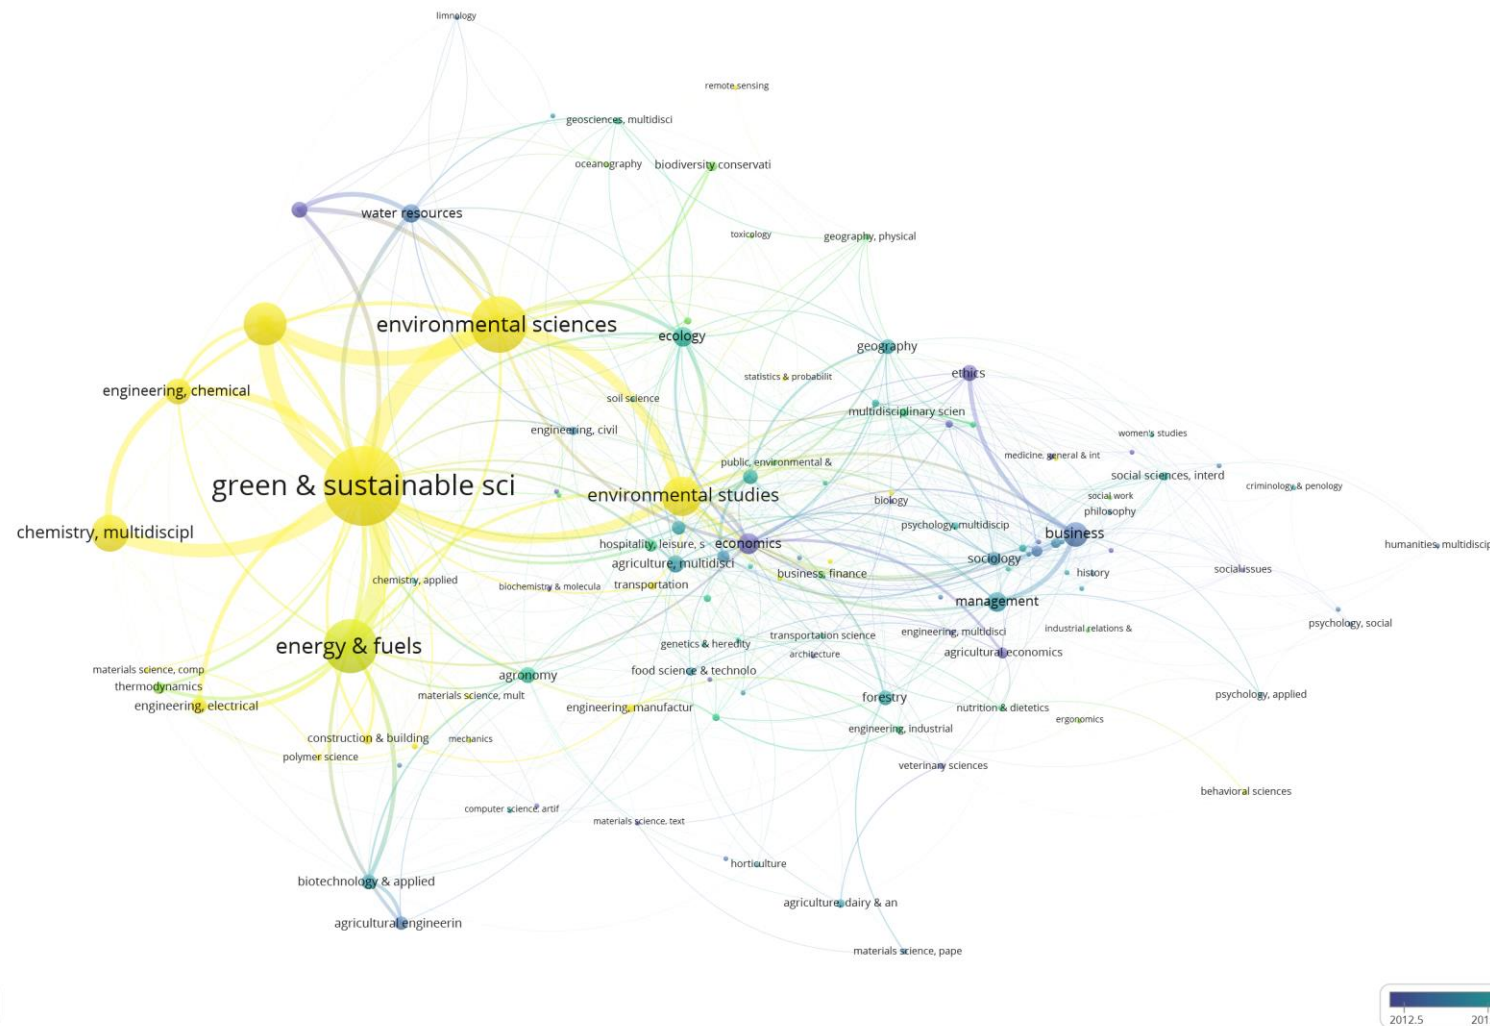 limnology
remote sensing
geosciences, multidisci
oceanography
biodiversity conservati
water resources
toxicology
geography, physical
environmental sciences
ecology
geography
ethics
statistics & probabilit
engineering, chemical
soil science
multidisciplinary scien
engineering, civil
women's studies
medicine, general & int
public, environmental &
social sciences, interd
green & sustainable sci
criminology & penology
environmental studies
social work
biology
philosophy
psychology, multidiscip
chemistry, multidiscipl
business
economics
hospitality, leisure, s
humanities, multidiscip
sociology
agriculture, multidisci
social issues
business, finance
history
chemistry, applied
transportation
biochemistry & molecula
management
psychology, social
industrial relations &
engineering, multidisci
transportation science
genetics & heredity
energy & fuels
agricultural economics
architecture
materials science, comp
food science & technolo
agronomy
thermodynamics
psychology, applied
materials science, mult
forestry
engineering, electrical
engineering, manufactur
nutrition & dietetics
ergonomics
engineering, industrial
construction & building
mechanics
polymer science
veterinary sciences
behavioral sciences
computer science, artif
materials science, text
horticulture
biotechnology & applied
agriculture, dairy & an
agricultural engineerin
materials science, pape
2012.5 201